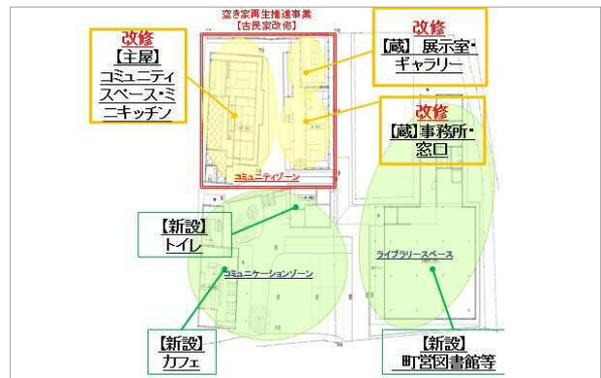 空き家再生推進事業
【古民家改修】
改修
【主屋】
コミュニティ
スペース・ミ
ニキッチン
改修
【蔵】 展示室・
ギャラリー
改修
【蔵】事務所・
窓口
コミュニティゾーン
【新設】
トイレ
コミュニケーションゾーン
ライブラリースペース
【新設】
カフェ
【新設】
町営図書館等